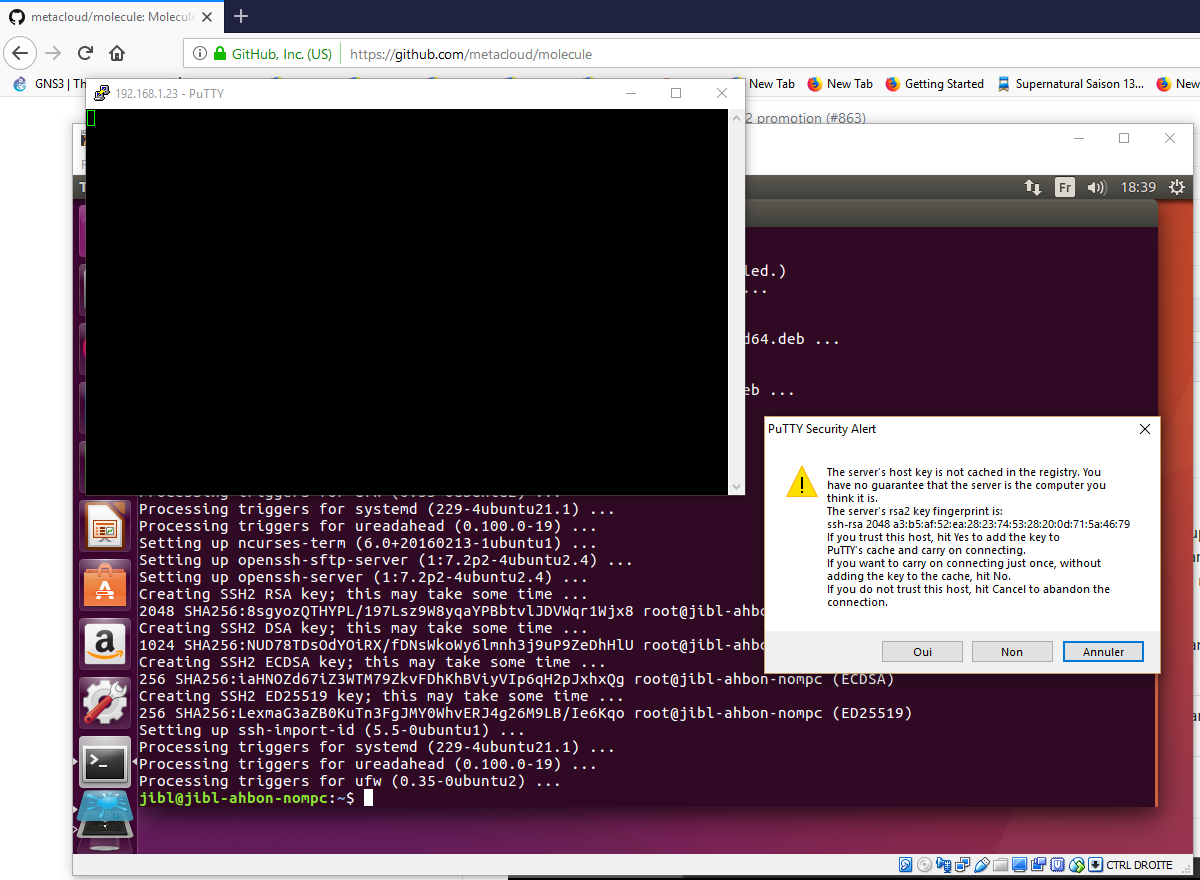 metacloud/molecule: Molecule
GitHub, Inc. (US)
https://github.com/metacloud/molecule
GNS3 | Th
New Tab
New Tab
Getting Started
Supernatural Saison 13...
New
192.168.1.23 - PuTTY
2 promotion (#863)
Fr
18:39
led.)
...
d64.deb ...
eb ...
PuTTY Security Alert
The server's host key is not cached in the registry. You
have no guarantee that the server is the computer you
think it is.
The server's rsa2 key fingerprint is:
ssh-rsa 2048 a3:b5:af:52:ea:28:23:74:53:28:20:0d:71:5a:46:79
If you trust this host, hit Yes to add the key to
PuTTY's cache and carry on connecting.
If you want to carry on connecting just once, without
adding the key to the cache, hit No.
If you do not trust this host, hit Cancel to abandon the
connection.
Oui
Non
Annuler
Processing triggers for ufw (0.35-0ubuntu2) ...
Processing triggers for systemd (229-4ubuntu21.1) ...
Processing triggers for ureadahead (0.100.0-19) ...
Setting up ncurses-term (6.0+20160213-1ubuntu1) ...
Setting up openssh-sftp-server (1:7.2p2-4ubuntu2.4) ...
Setting up openssh-server (1:7.2p2-4ubuntu2.4) ...
Creating SSH2 RSA key; this may take some time ...
2048 SHA256:8sgyozQTHYPL/197Lsz9W8yqaYPBbtvlJDVWqr1Wjx8 root@jibl-ahbo
Creating SSH2 DSA key; this may take some time ...
1024 SHA256:NUD78TDsOdYOiRX/fDNsWkoWy6lmnh3j9uP9ZeDhHlU root@jibl-ahbo
Creating SSH2 ECDSA key; this may take some time ...
256 SHA256:iaHNOZd67iZ3WTM79ZkvFDhKhBViyVIp6qH2pJxhxQg root@jibl-ahbon-nompc (ECDSA)
Creating SSH2 ED25519 key; this may take some time ...
256 SHA256:LexmaG3aZB0KuTn3FgJMY0WhvERJ4g26M9LB/Ie6Kqo root@jibl-ahbon-nompc (ED25519)
Setting up ssh-import-id (5.5-0ubuntu1) ...
Processing triggers for systemd (229-4ubuntu21.1) ...
Processing triggers for ureadahead (0.100.0-19) ...
Processing triggers for ufw (0.35-0ubuntu2) ...
jibl@jibl-ahbon-nompc:~$
CTRL DROITE